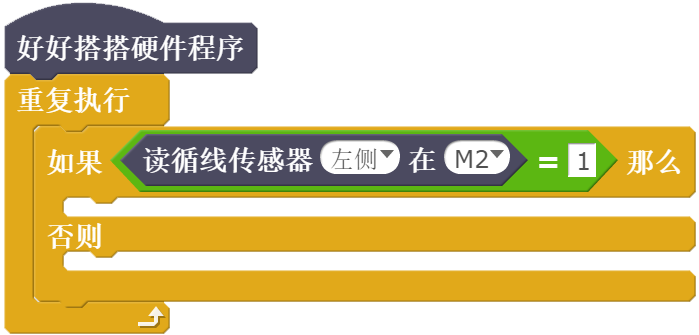 好好搭搭硬件程序
重复执行
如果 读循线传感器 左侧 在 M2 = 1 那么
否则